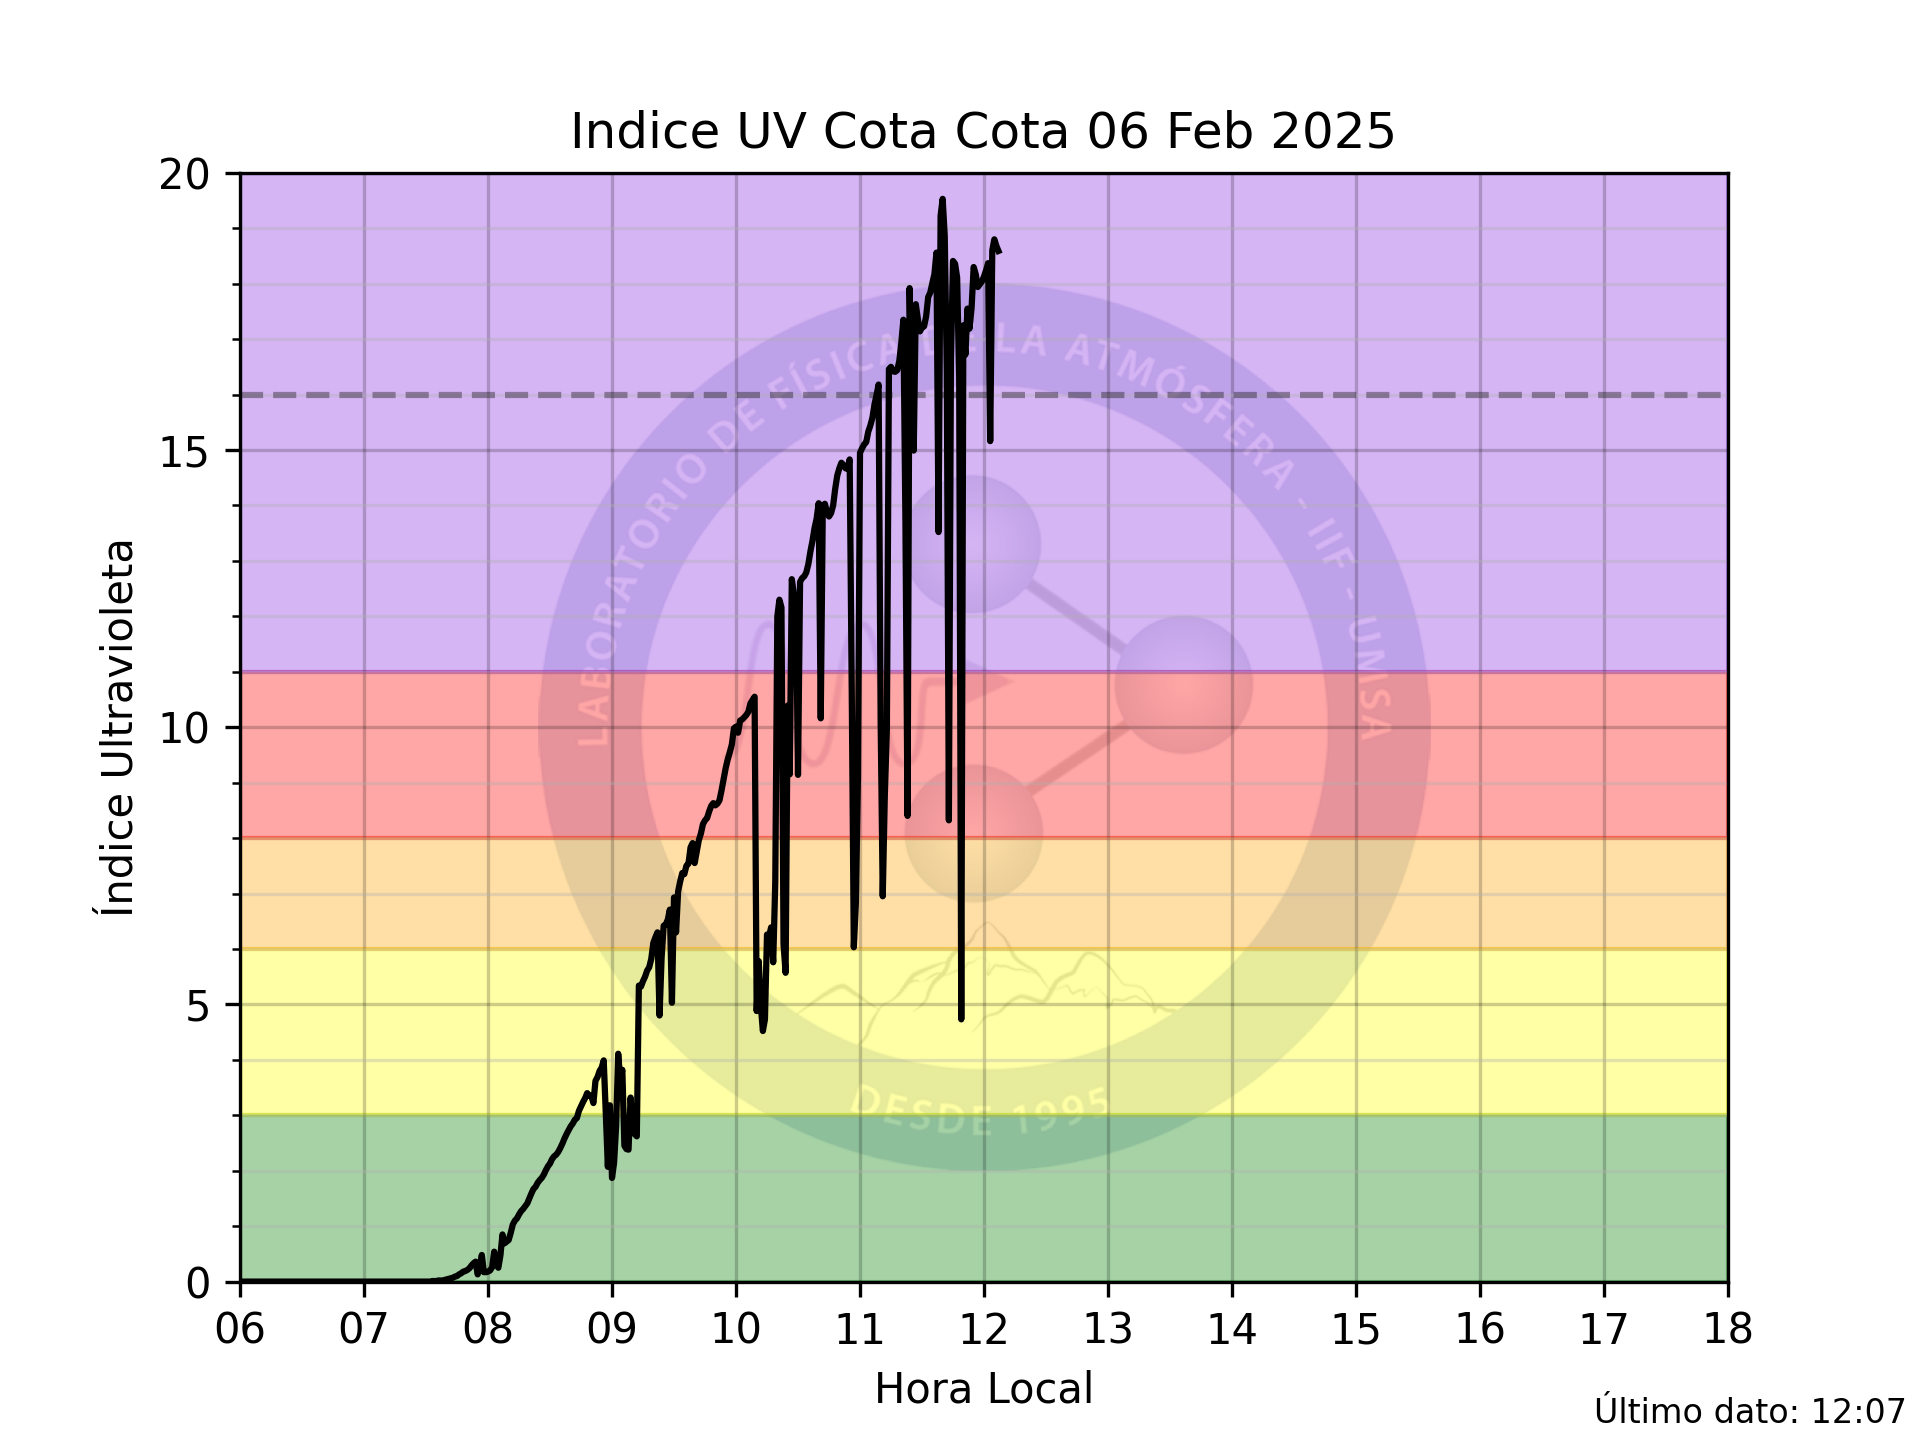 Indice UV Cota Cota 06 Feb 2025
20
15
10
5
0
Índice Ultravioleta
LABORATORIO DE FÍSICA DE LA ATMÓSFERA - IIF - UMSA
DESDE 1995
06 07 08 09 10 11 12 13 14 15 16 17 18
Hora Local
Último dato: 12:07